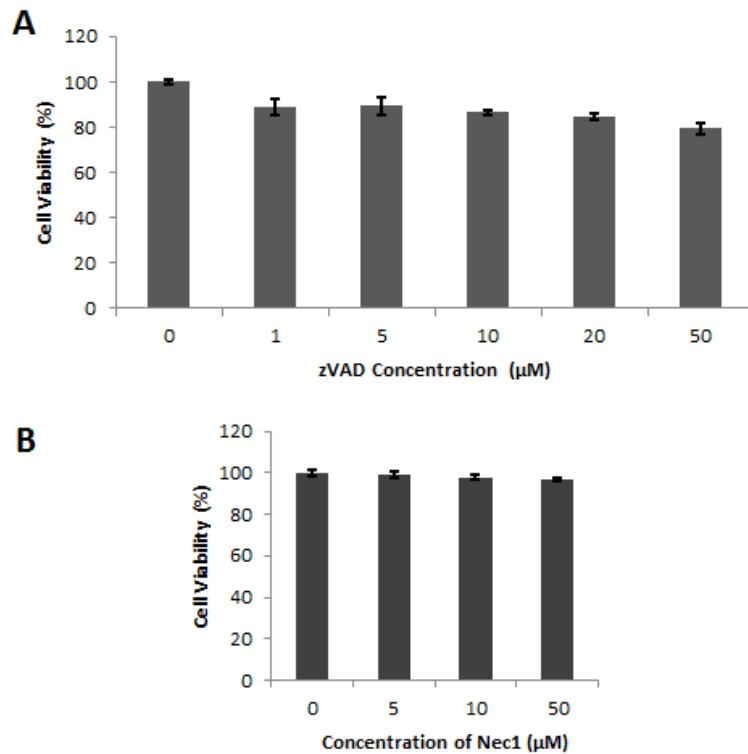 A
120
100
80
60
40
20
0
Cell Viability (%)
0 1 5 10 20 50
zVAD Concentration (µM)
B
120
100
80
60
40
20
0
Cell Viability (%)
0 5 10 50
Concentration of Nec1 (µM)